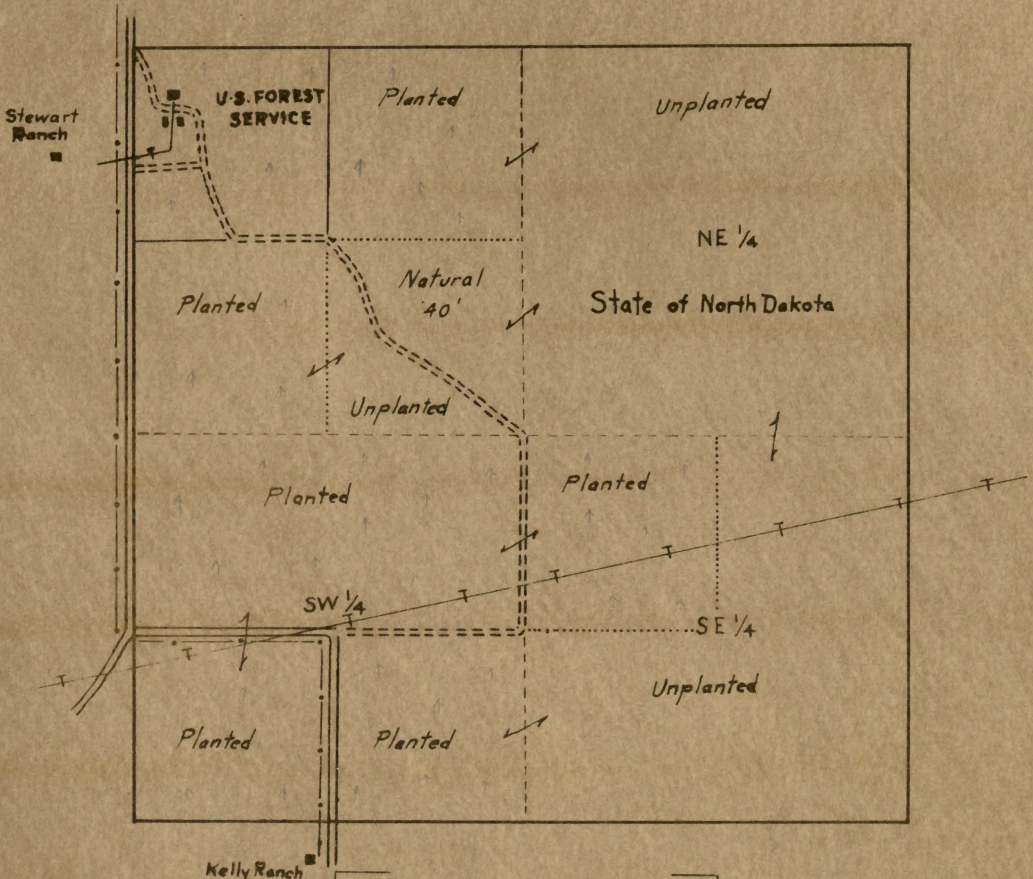 Stewart
Ranch
U.S. FOREST
SERVICE
Planted
Unplanted
NE 1/4
State of North Dakota
Planted
Natural
40'
Unplanted
Planted
Planted
SW 1/4
SE 1/4
Unplanted
Planted
Planted
Kelly Ranch